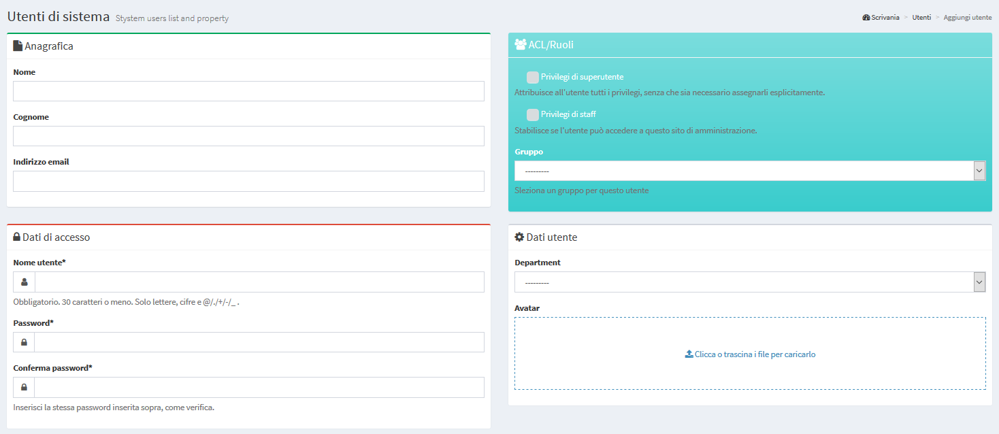 Utenti di sistema Stystem users list and property
Scrivania > Utenti > Aggiungi utente
Anagrafica
Nome
Cognome
Indirizzo email
ACL/Ruoli
Privilegi di superutente
Attribuisce all'utente tutti i privilegi, senza che sia necessario assegnarli esplicitamente.
Privilegi di staff
Stabilisce se l'utente può accedere a questo sito di amministrazione.
Gruppo
---------
Sleziona un gruppo per questo utente
Dati di accesso
Nome utente*
Obbligatorio. 30 caratteri o meno. Solo lettere, cifre e @/./+/-/_ .
Password*
Conferma password*
Inserisci la stessa password inserita sopra, come verifica.
Dati utente
Department
---------
Avatar
Clicca o trascina i file per caricarlo